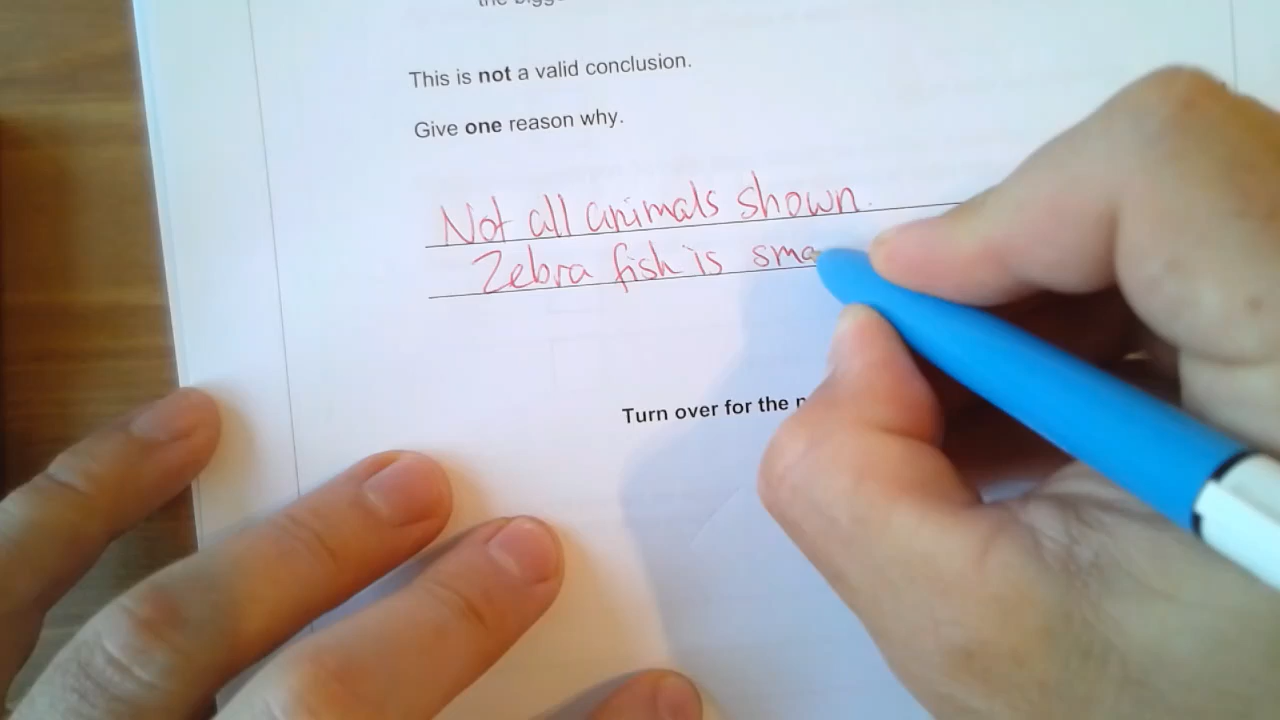 This is not a valid conclusion.
Give one reason why.
Not all animals shown.
Zebra fish is sma
Turn over for the